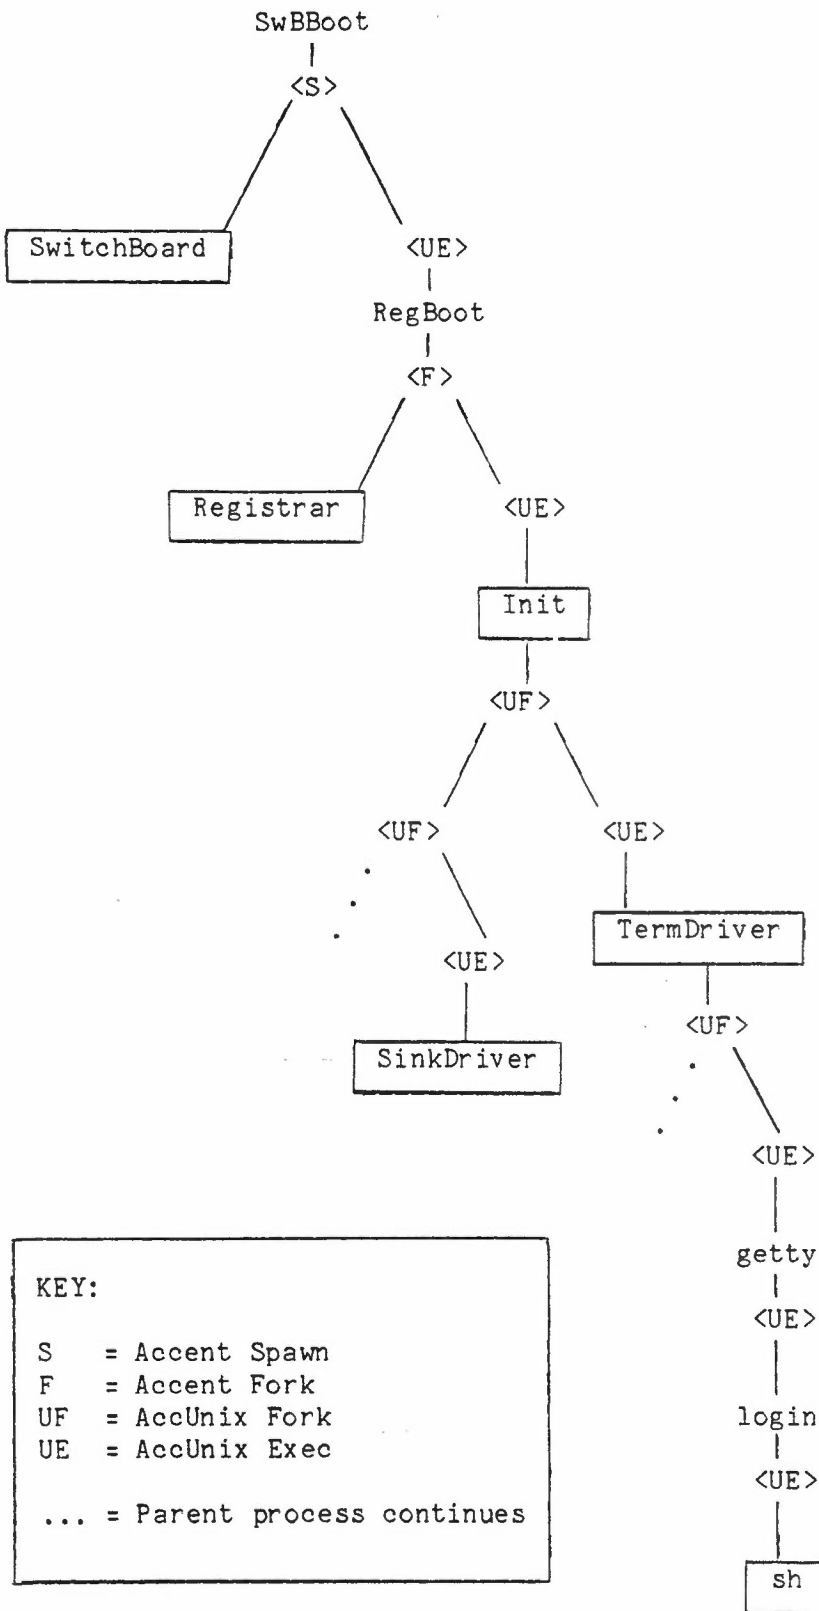 SwBBoot
<S>
SwitchBoard
<UE>
RegBoot
<F>
Registrar
<UE>
Init
<UF>
<UF>
<UE>
TermDriver
<UE>
<UF>
SinkDriver
<UE>
getty
<UE>
login
<UE>
sh
KEY:
S = Accent Spawn
F = Accent Fork
UF = AccUnix Fork
UE = AccUnix Exec
... = Parent process continues